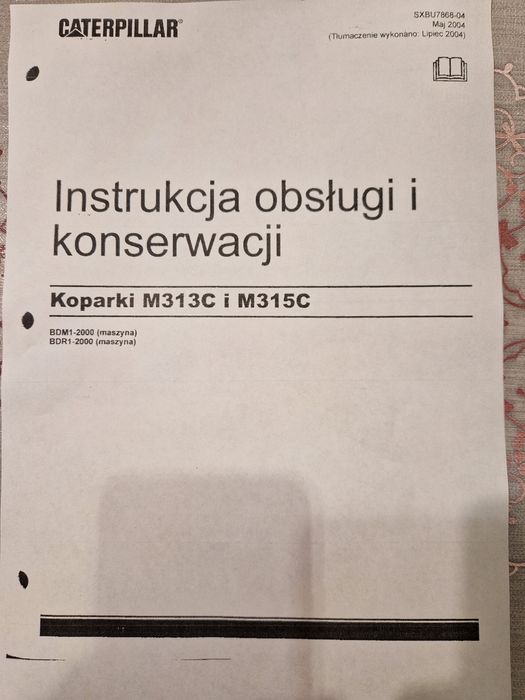 CATERPILLAR®
SXBU7868-04
Maj 2004
(Tłumaczenie wykonano: Lipiec 2004)
Instrukcja obsługi i
konserwacji
Koparki M313C i M315C
BDM1-2000 (maszyna)
BDR1-2000 (maszyna)